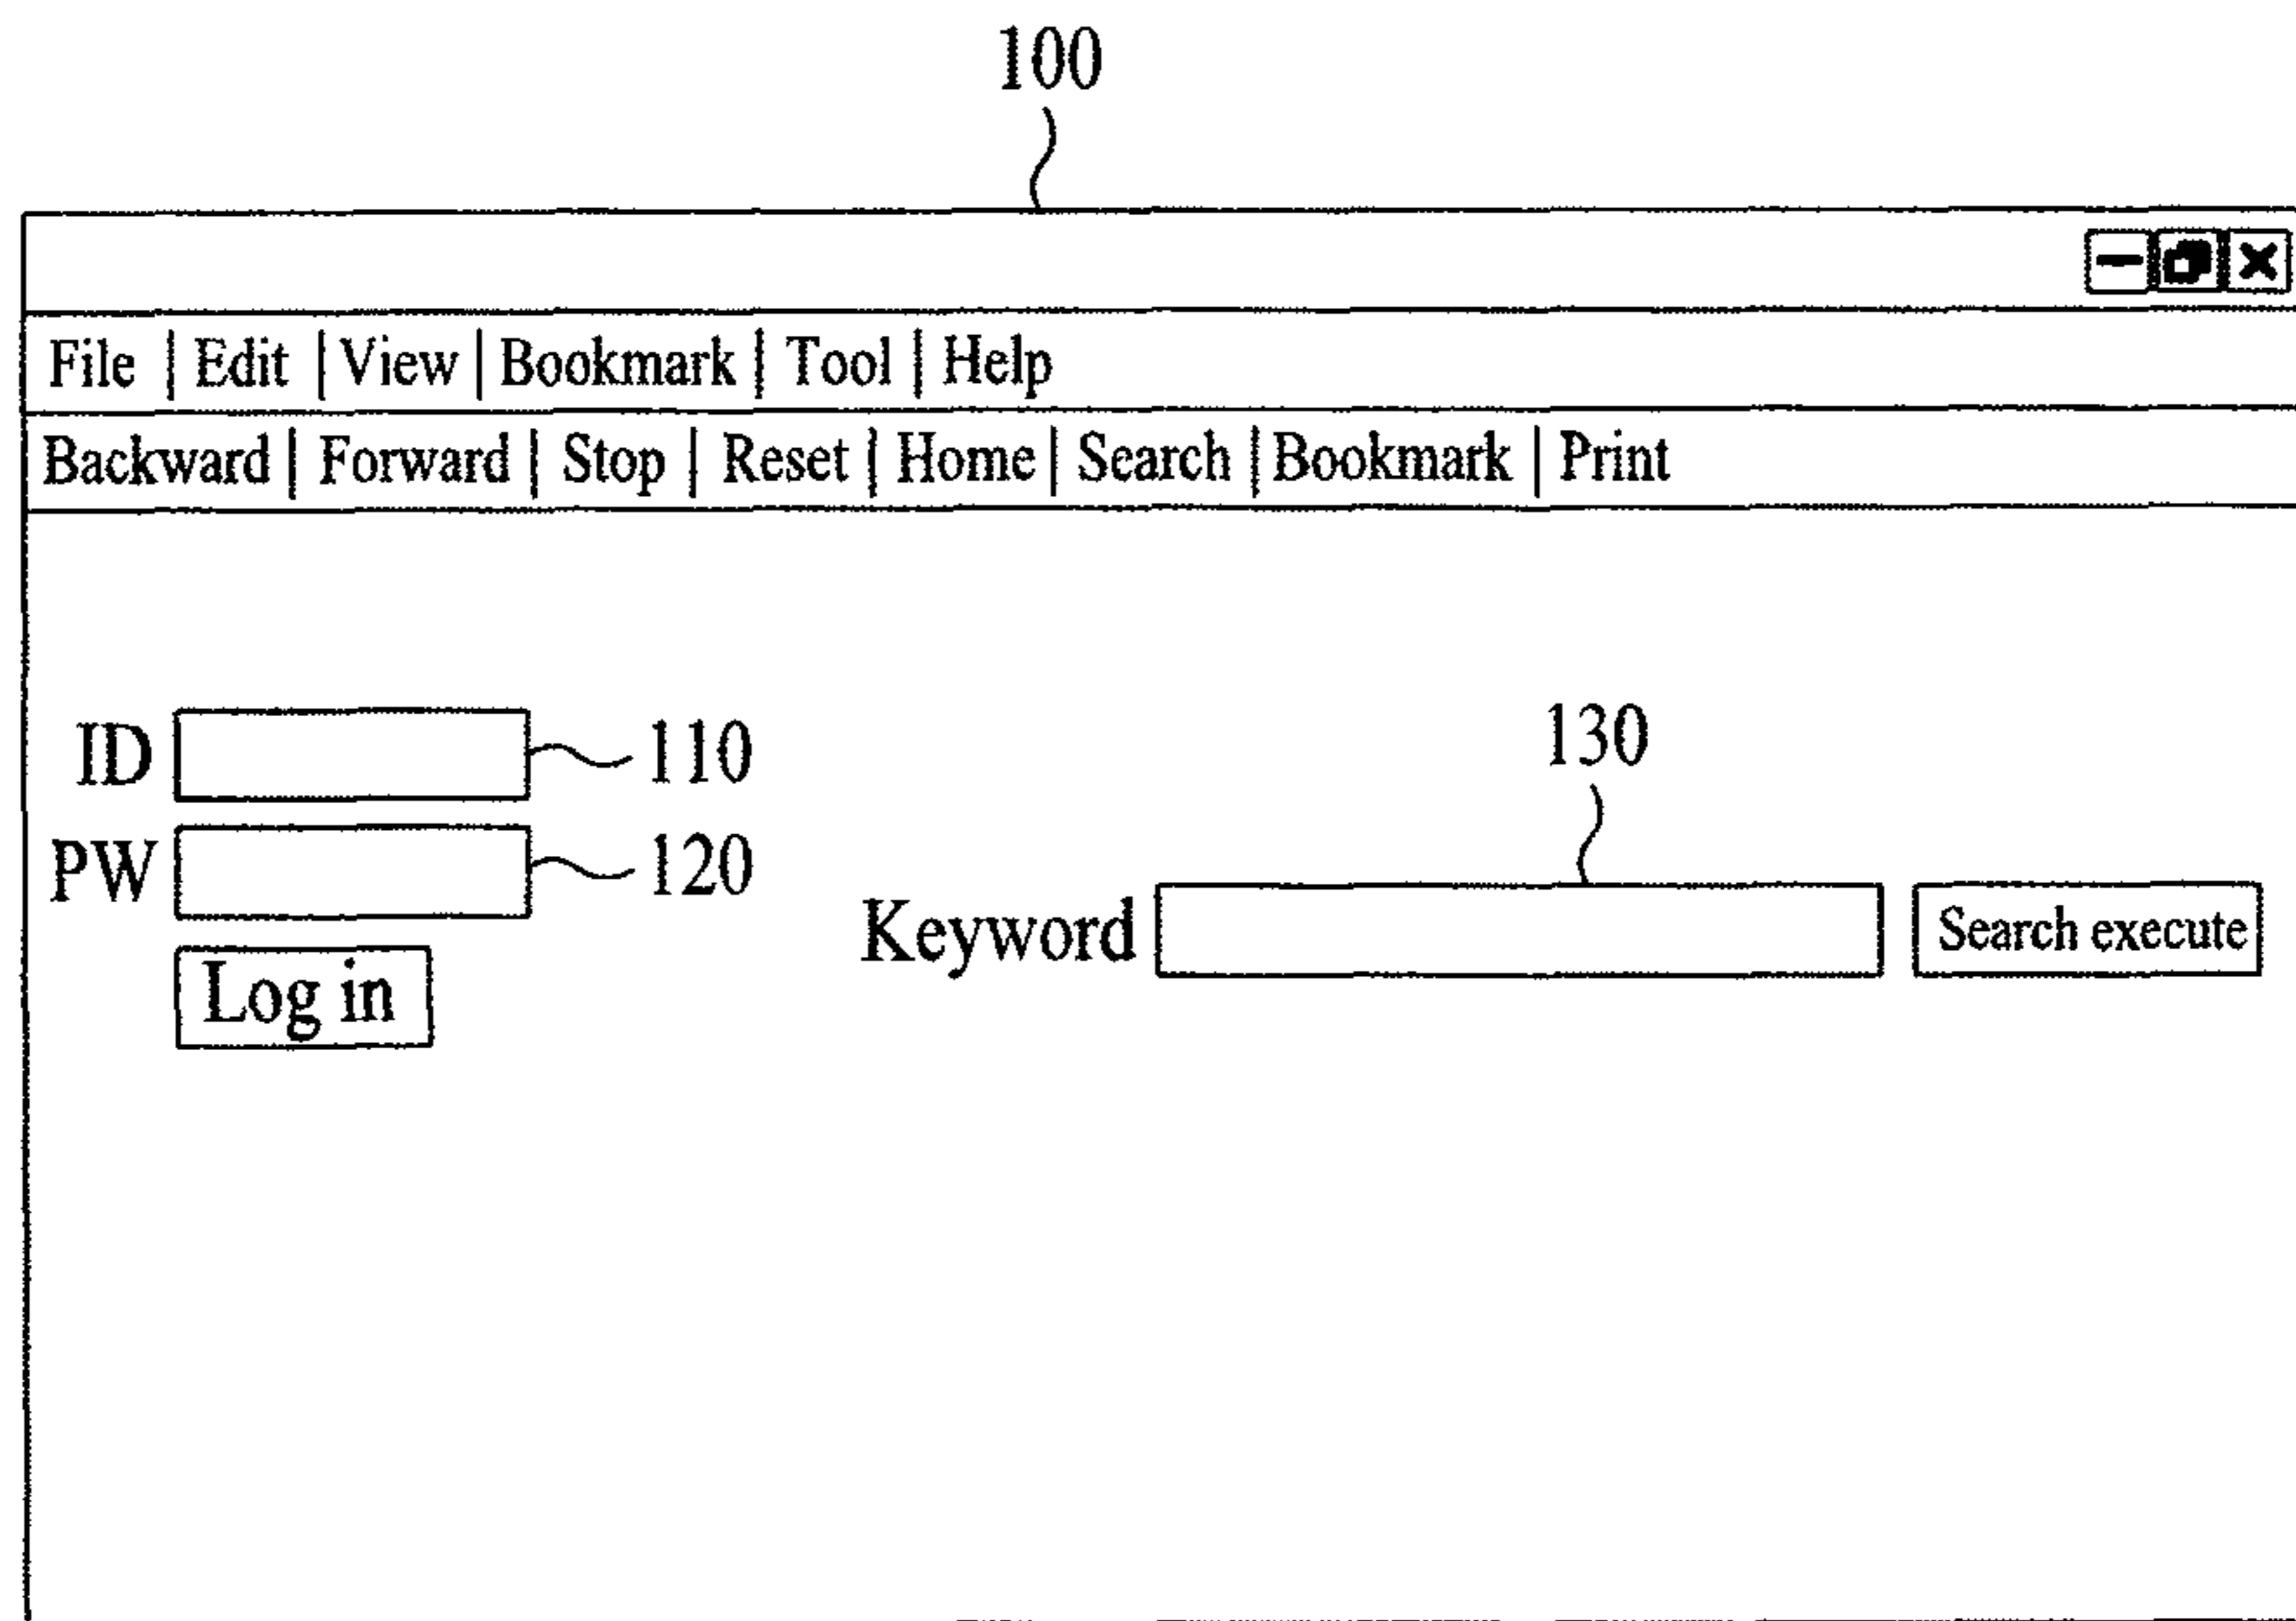 100
File | Edit | View | Bookmark | Tool | Help
Backward | Forward | Stop | Reset | Home | Search | Bookmark | Print
ID 110
130
PW 120
Keyword Search execute
Log in